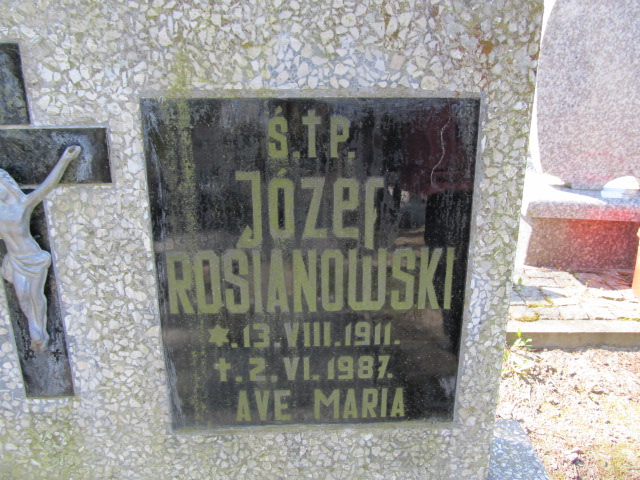 Ś.†P.
Józef
ROSIANOWSKI
*.13.VIII.1911.
†.2.VI.1987.
AVE MARIA